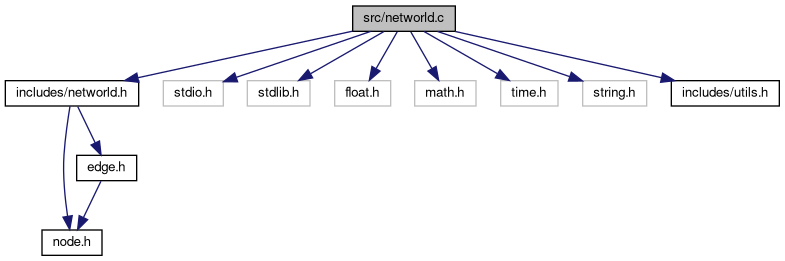 src/networld.c
includes/networld.h
stdio.h
stdlib.h
float.h
math.h
time.h
string.h
includes/utils.h
edge.h
node.h